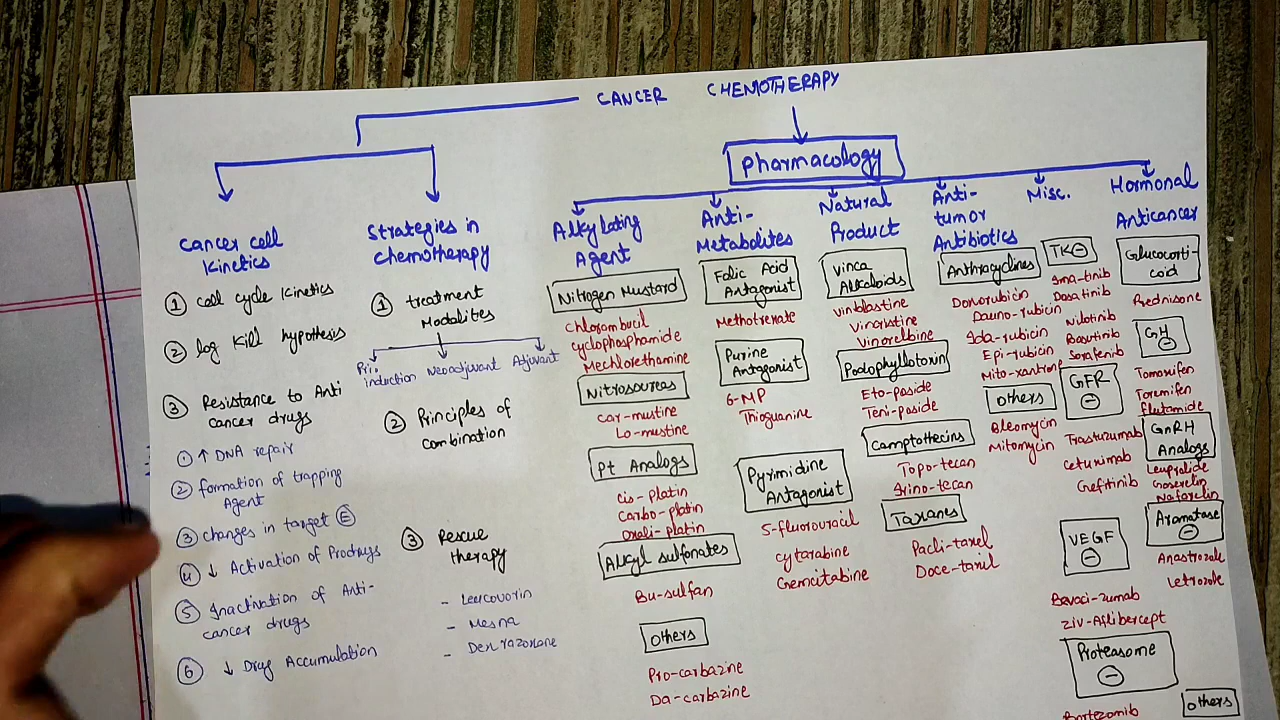 CANCER CHEMOTHERAPY
Pharmacology
Cancer cell
Kinetics
① cell cycle Kinetics
② log Kill hypothesis
③ Resistance to Anti
cancer drugs
① ↑ DNA repair
② formation of trapping
Agent
③ changes in target Ⓔ
④ ↓ Activation of Prodrugs
⑤ Inactivation of Anti-
cancer drugs
⑥ ↓ Drug Accumulation
Strategies in
chemotherapy
① treatment
Modalites
Pri.
induction Neoadjuvant Adjuvant
② Principles of
combination
③ Rescue
therapy
- Leucovorin
- Mesna
- Dexrazoxane
Alkylating
Agent
Nitrogen Mustard
chlorambucil
cyclophosphamide
Mechlorethamine
Nitrosoureas
car-mustine
Lo-mustine
Pt Analogs
cis-platin
Carbo-platin
oxali-platin
Alkyl sulfonates
Bu-sulfan
others
Pro-carbazine
Da-carbazine
Anti-
Metabolites
Folic Acid
Antagonist
Methotrexate
Purine
Antagonist
6-MP
Thioguanine
Pyrimidine
Antagonist
5-fluorouracil
cytarabine
Gemcitabine
Natural
Product
vinca
Alkaloids
vinblastine
vincristine
vinorelbine
Podophyllotoxin
Eto-poside
Teni-poside
Camptothecins
Topo-tecan
Irino-tecan
Taxanes
Pacli-taxel
Doce-taxel
Anti-
tumor
Antibiotics
Anthracyclines
Doxorubicin
Dauno-rubicin
Ida-rubicin
Epi-rubicin
Mito-xantron
others
Bleomycin
Mitomycin
Misc.
TK⊖
Ima-tinib
Dasatinib
Nilotinib
Bosutinib
Sorafenib
GFR
⊖
Trastuzumab
cetuximab
Gefitinib
VEGF
⊖
Bevaci-zumab
ziv-Aflibercept
Proteasome
⊖
Bortezomib
Hormonal
Anticancer
Glucocorti-
coid
Prednisone
GH
⊖
Tamoxifen
Toremifen
flutamide
GnRH
Analogs
Leuprolide
Goserelin
Nafarelin
Aromatase
⊖
Anastrozole
Letrozole
others